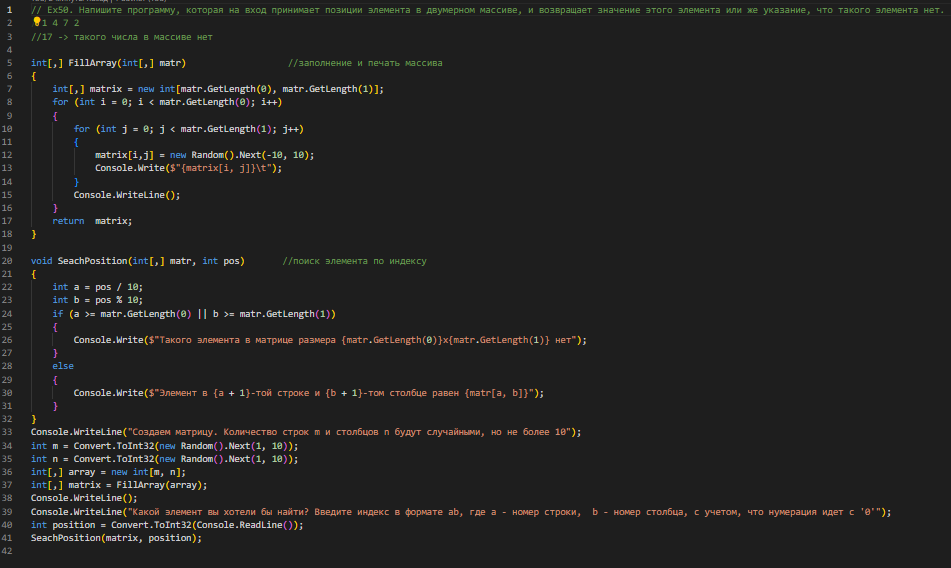 1 // Ex50. Напишите программу, которая на вход принимает позиции элемента в двумерном массиве, и возвращает значение этого элемента или же указание, что такого элемента нет.
2 1 4 7 2
3 //17 -> такого числа в массиве нет
4
5 int[,] FillArray(int[,] matr) //заполнение и печать массива
6 {
7 int[,] matrix = new int[matr.GetLength(0), matr.GetLength(1)];
8 for (int i = 0; i < matr.GetLength(0); i++)
9 {
10 for (int j = 0; j < matr.GetLength(1); j++)
11 {
12 matrix[i,j] = new Random().Next(-10, 10);
13 Console.Write($"{matrix[i, j]}\t");
14 }
15 Console.WriteLine();
16 }
17 return  matrix;
18 }
19
20 void SeachPosition(int[,] matr, int pos) //поиск элемента по индексу
21 {
22 int a = pos / 10;
23 int b = pos % 10;
24 if (a >= matr.GetLength(0) || b >= matr.GetLength(1))
25 {
26 Console.Write($"Такого элемента в матрице размера {matr.GetLength(0)}x{matr.GetLength(1)} нет");
27 }
28 else
29 {
30 Console.Write($"Элемент в {a + 1}-той строке и {b + 1}-том столбце равен {matr[a, b]}");
31 }
32 }
33 Console.WriteLine("Создаем матрицу. Количество строк m и столбцов n будут случайными, но не более 10");
34 int m = Convert.ToInt32(new Random().Next(1, 10));
35 int n = Convert.ToInt32(new Random().Next(1, 10));
36 int[,] array = new int[m, n];
37 int[,] matrix = FillArray(array);
38 Console.WriteLine();
39 Console.WriteLine("Какой элемент вы хотели бы найти? Введите индекс в формате ab, где a - номер строки,  b - номер столбца, с учетом, что нумерация идет с '0'");
40 int position = Convert.ToInt32(Console.ReadLine());
41 SeachPosition(matrix, position);
42